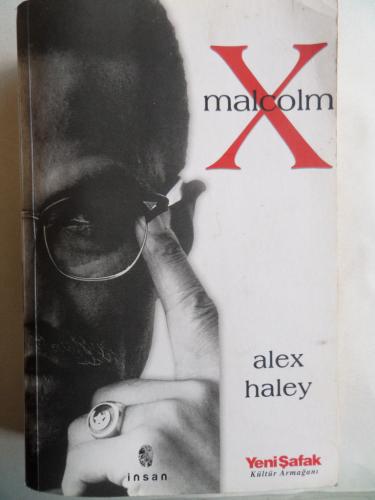 malcolm
X
alex
haley
insan
YeniŞafak
Kültür Armağanı